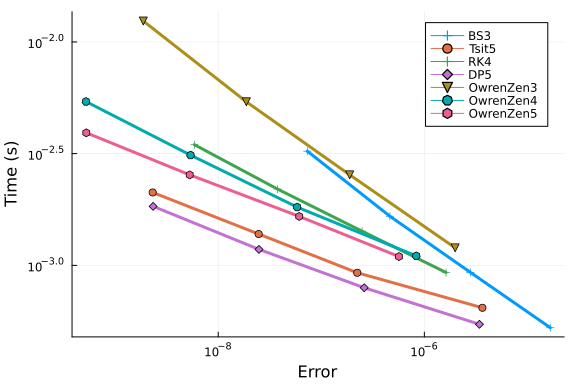 10^−2.0
10^−2.5
10^−3.0
Time (s)
BS3
Tsit5
RK4
DP5
OwrenZen3
OwrenZen4
OwrenZen5
10^−8
10^−6
Error